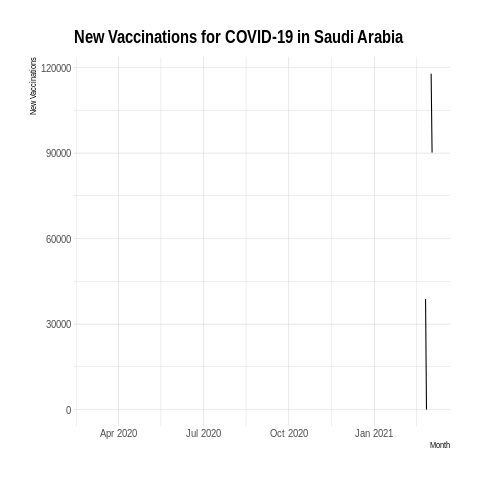 New Vaccinations for COVID-19 in Saudi Arabia
New Vaccinations
120000
90000
60000
30000
0
Apr 2020 Jul 2020 Oct 2020 Jan 2021
Month